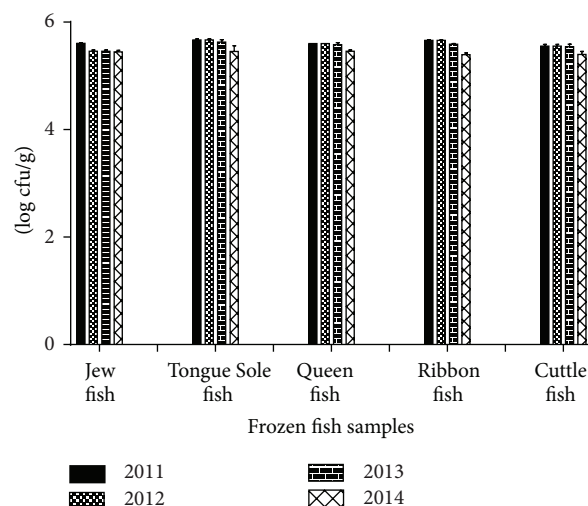 6
4
2
0
(log cfu/g)
Jew
fish
Tongue Sole
fish
Queen
fish
Ribbon
fish
Cuttle
fish
Frozen fish samples
2011
2012
2013
2014